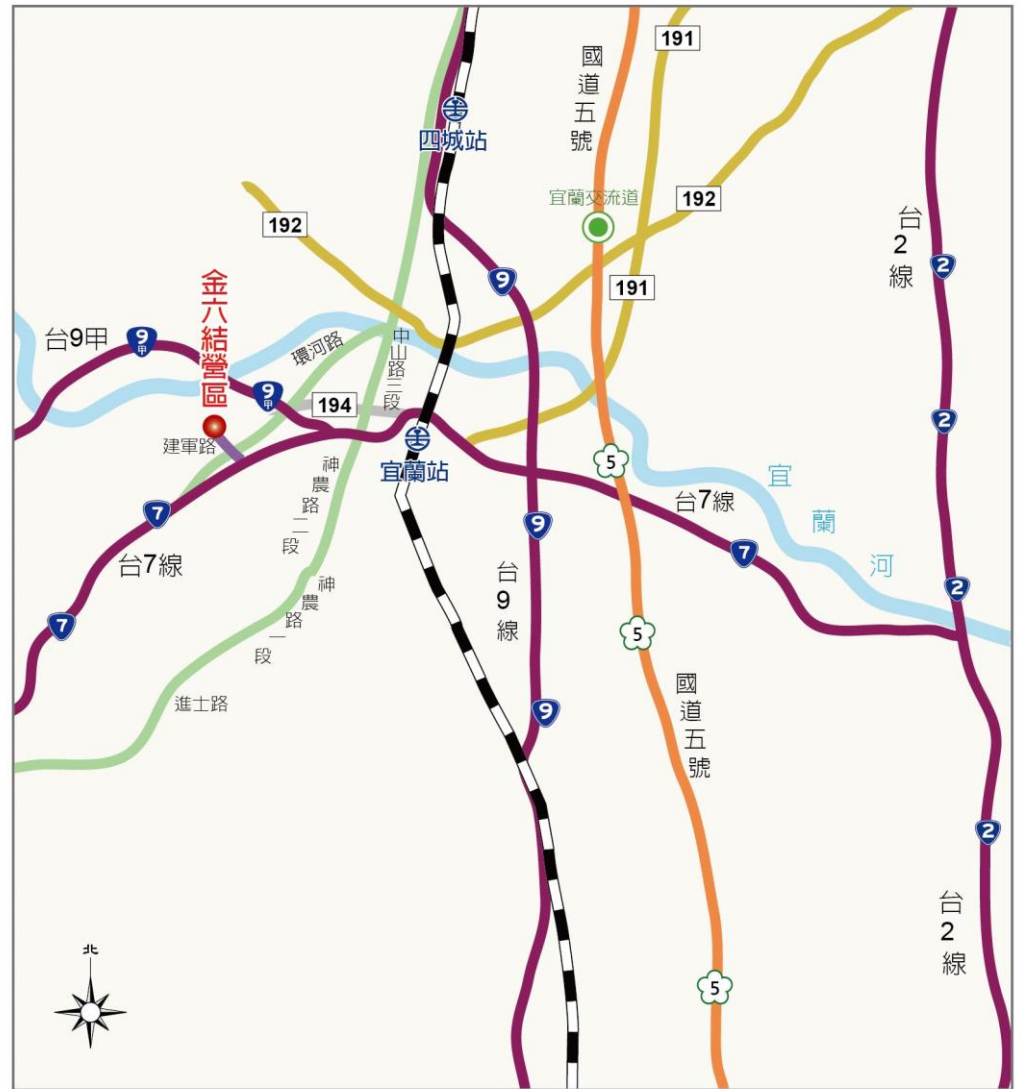 191
國道五號
四城站
宜蘭交流道
192
192
台2線
2
9
191
金六結營區
台9甲
9甲
環河路
中山路三段
9甲
194
2
建軍路
宜蘭站
5
宜蘭河
神農路二段
7
台7線
9
台7線
7
台9線
神農路一段
2
7
5
進士路
國道五號
9
2
台2線
北
5